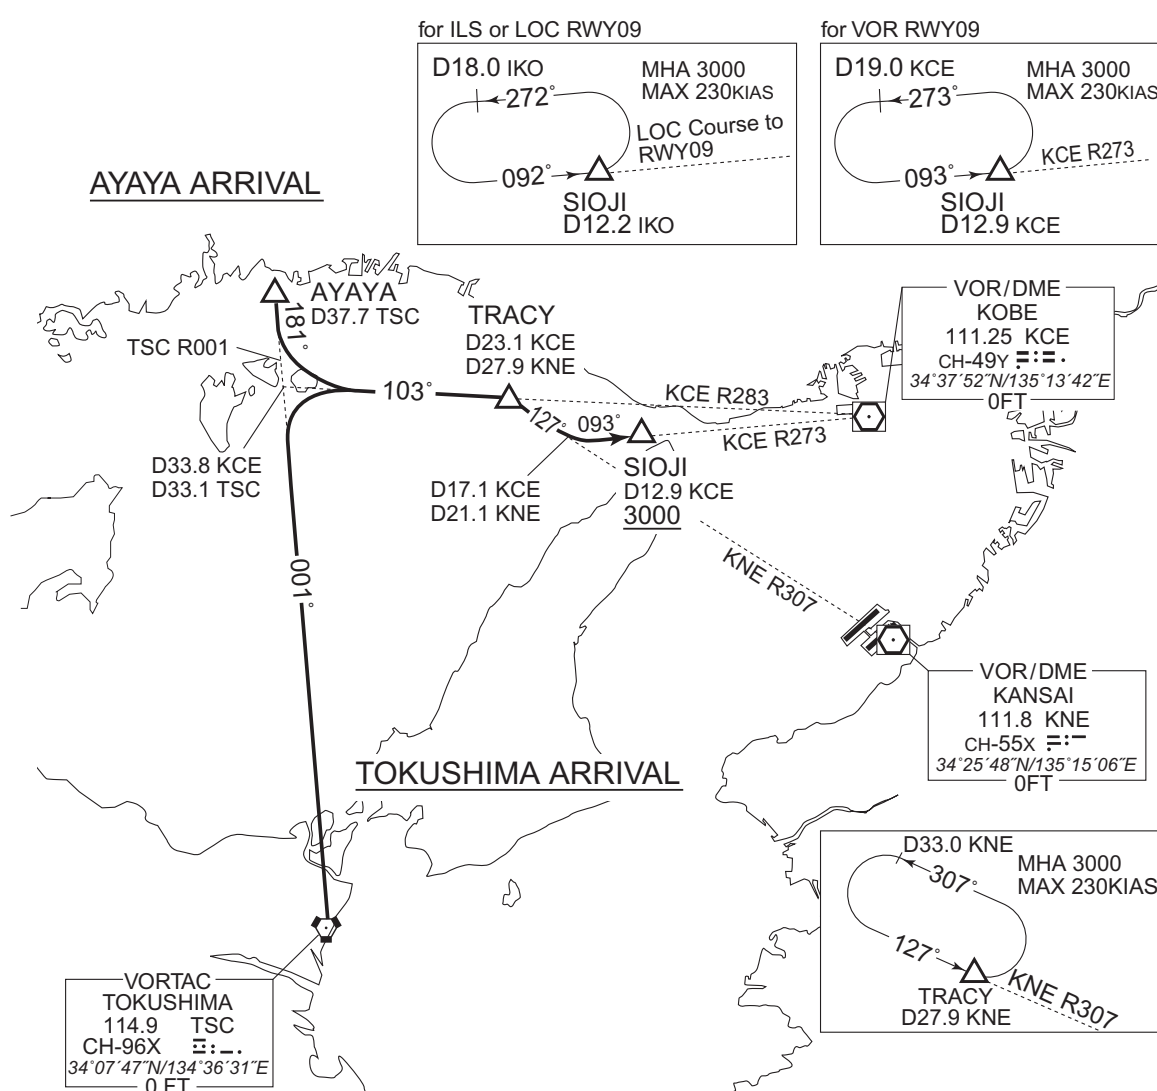 for ILS or LOC RWY09
D18.0 IKO
MHA 3000
MAX 230KIAS
272°
LOC Course to
RWY09
092°
SIOJI
D12.2 IKO
for VOR RWY09
D19.0 KCE
MHA 3000
MAX 230KIAS
273°
KCE R273
093°
SIOJI
D12.9 KCE
AYAYA ARRIVAL
AYAYA
D37.7 TSC
181°
TSC R001
TRACY
D23.1 KCE
D27.9 KNE
103°
KCE R283
127°
093°
KCE R273
VOR/DME
KOBE
111.25 KCE
CH-49Y
34°37´52˝N/135°13´42˝E
0FT
D33.8 KCE
D33.1 TSC
D17.1 KCE
D21.1 KNE
SIOJI
D12.9 KCE
3000
001°
KNE R307
VOR/DME
KANSAI
111.8 KNE
CH-55X
34°25´48˝N/135°15´06˝E
0FT
TOKUSHIMA ARRIVAL
D33.0 KNE
MHA 3000
MAX 230KIAS
307°
127°
TRACY
D27.9 KNE
KNE R307
VORTAC
TOKUSHIMA
114.9 TSC
CH-96X
34°07´47˝N/134°36´31˝E
0 FT